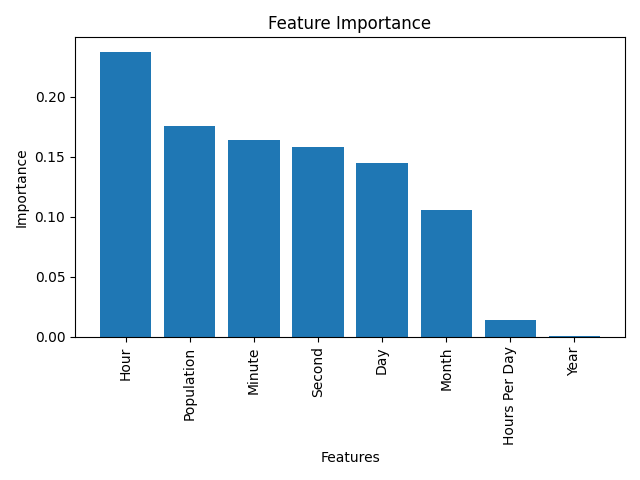 Feature Importance
Importance
0.20
0.15
0.10
0.05
0.00
Hour
Population
Minute
Second
Day
Month
Hours Per Day
Year
Features